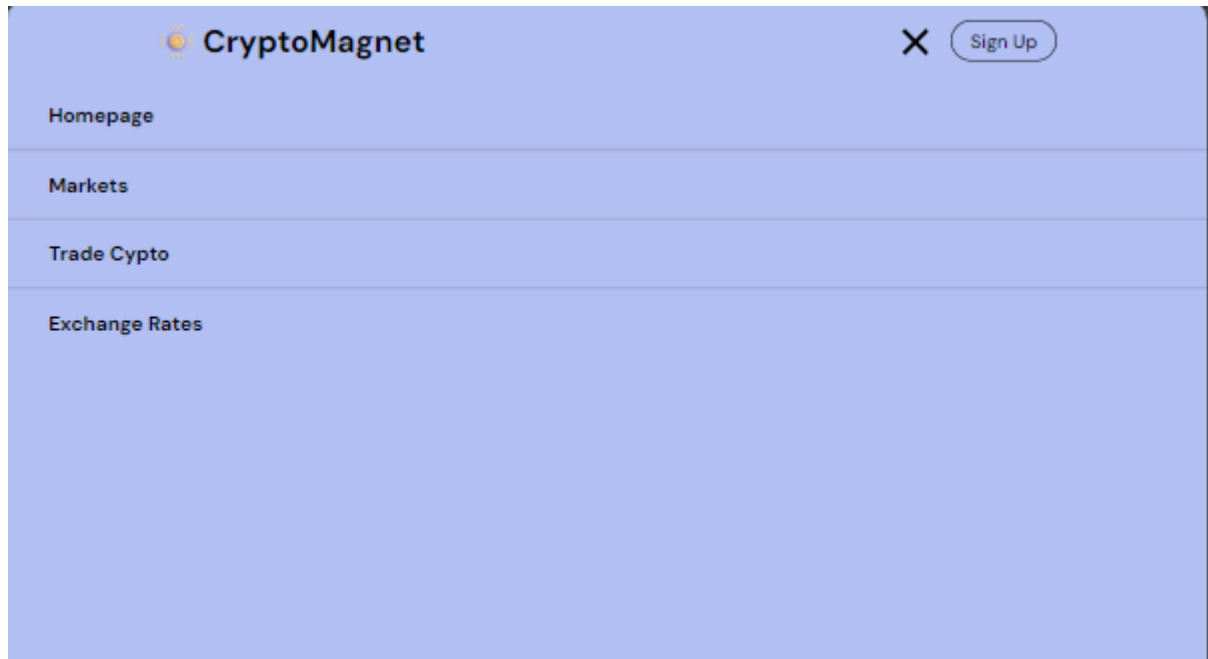 CryptoMagnet
Sign Up
Homepage
Markets
Trade Cypto
Exchange Rates